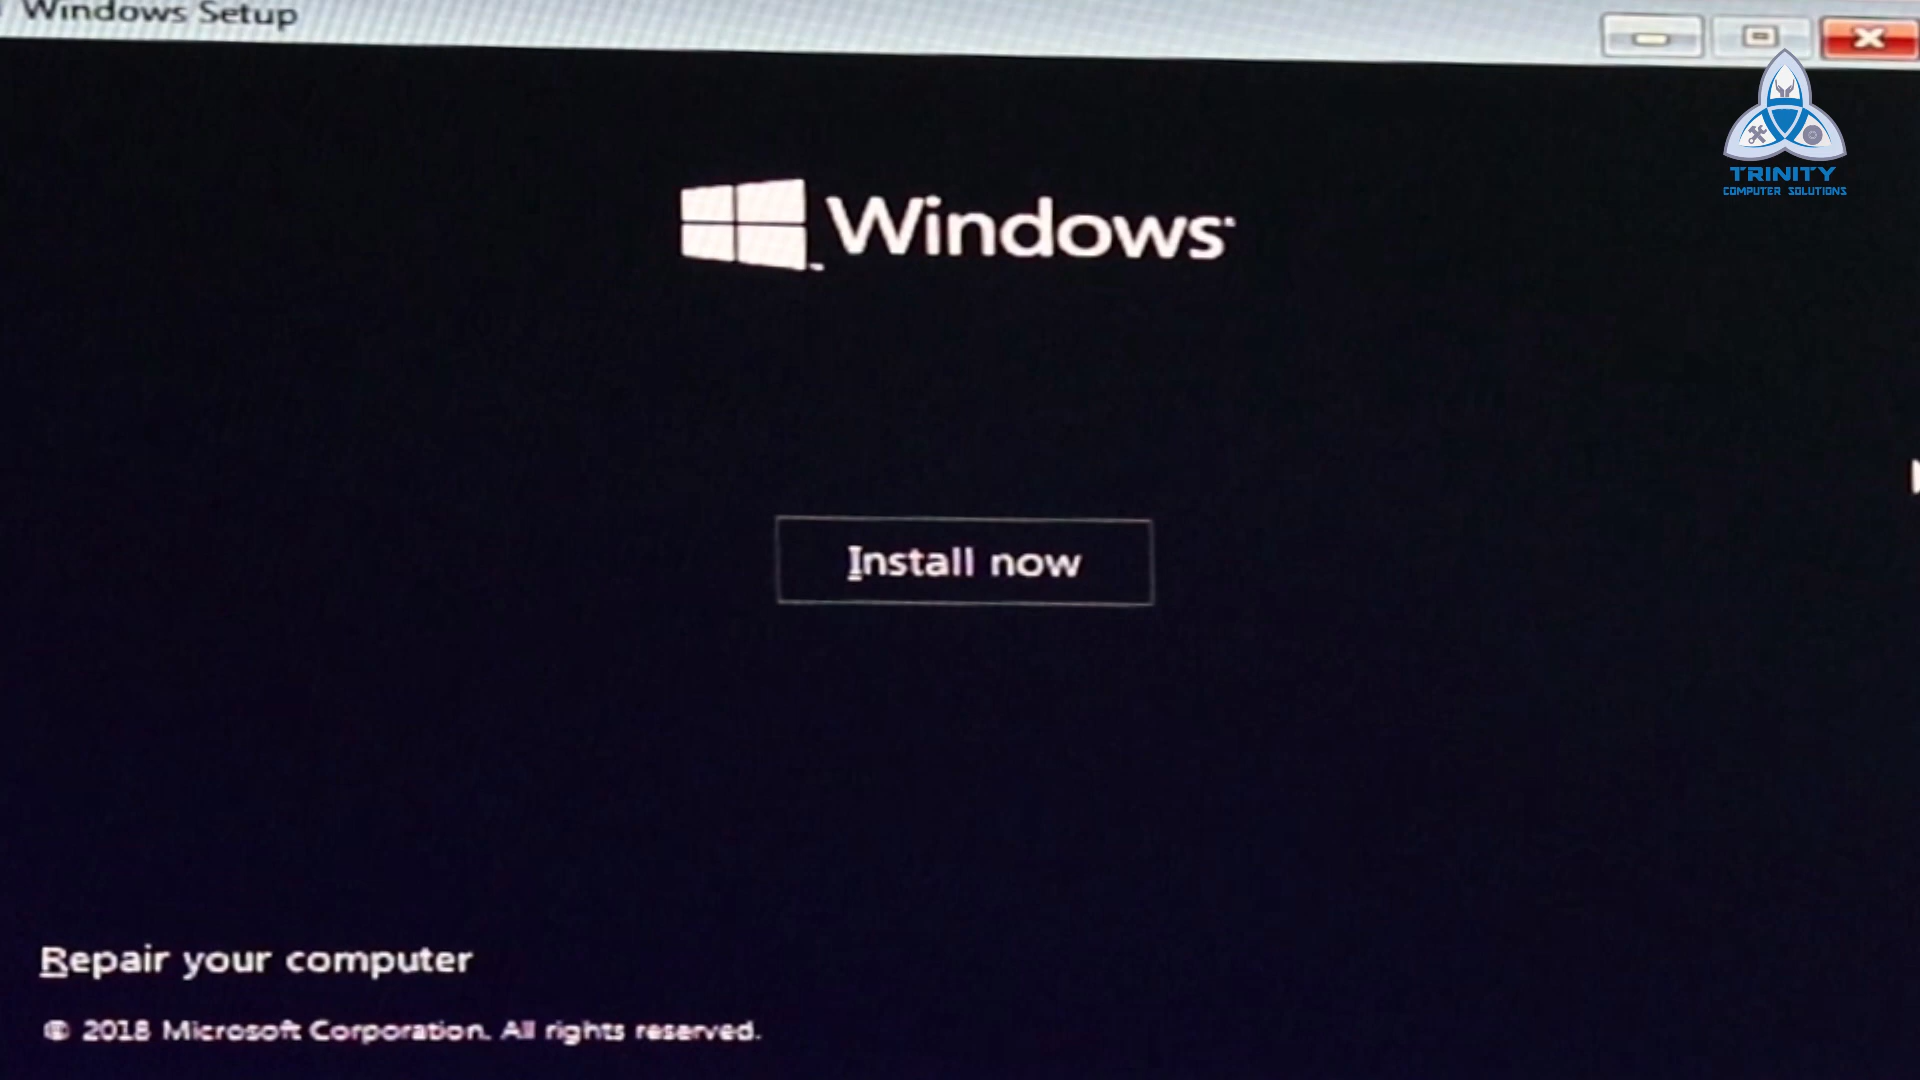 Windows Setup
TRINITY
COMPUTER SOLUTIONS
Windows
Install now
Repair your computer
© 2018 Microsoft Corporation. All rights reserved.